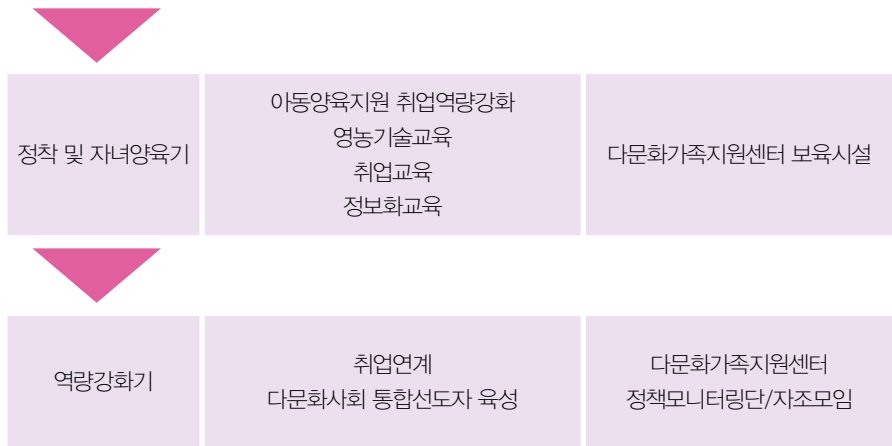 정착 및 자녀양육기
아동양육지원 취업역량강화
영농기술교육
취업교육
정보화교육
다문화가족지원센터 보육시설
역량강화기
취업연계
다문화사회 통합선도자 육성
다문화가족지원센터
정책모니터링단/자조모임